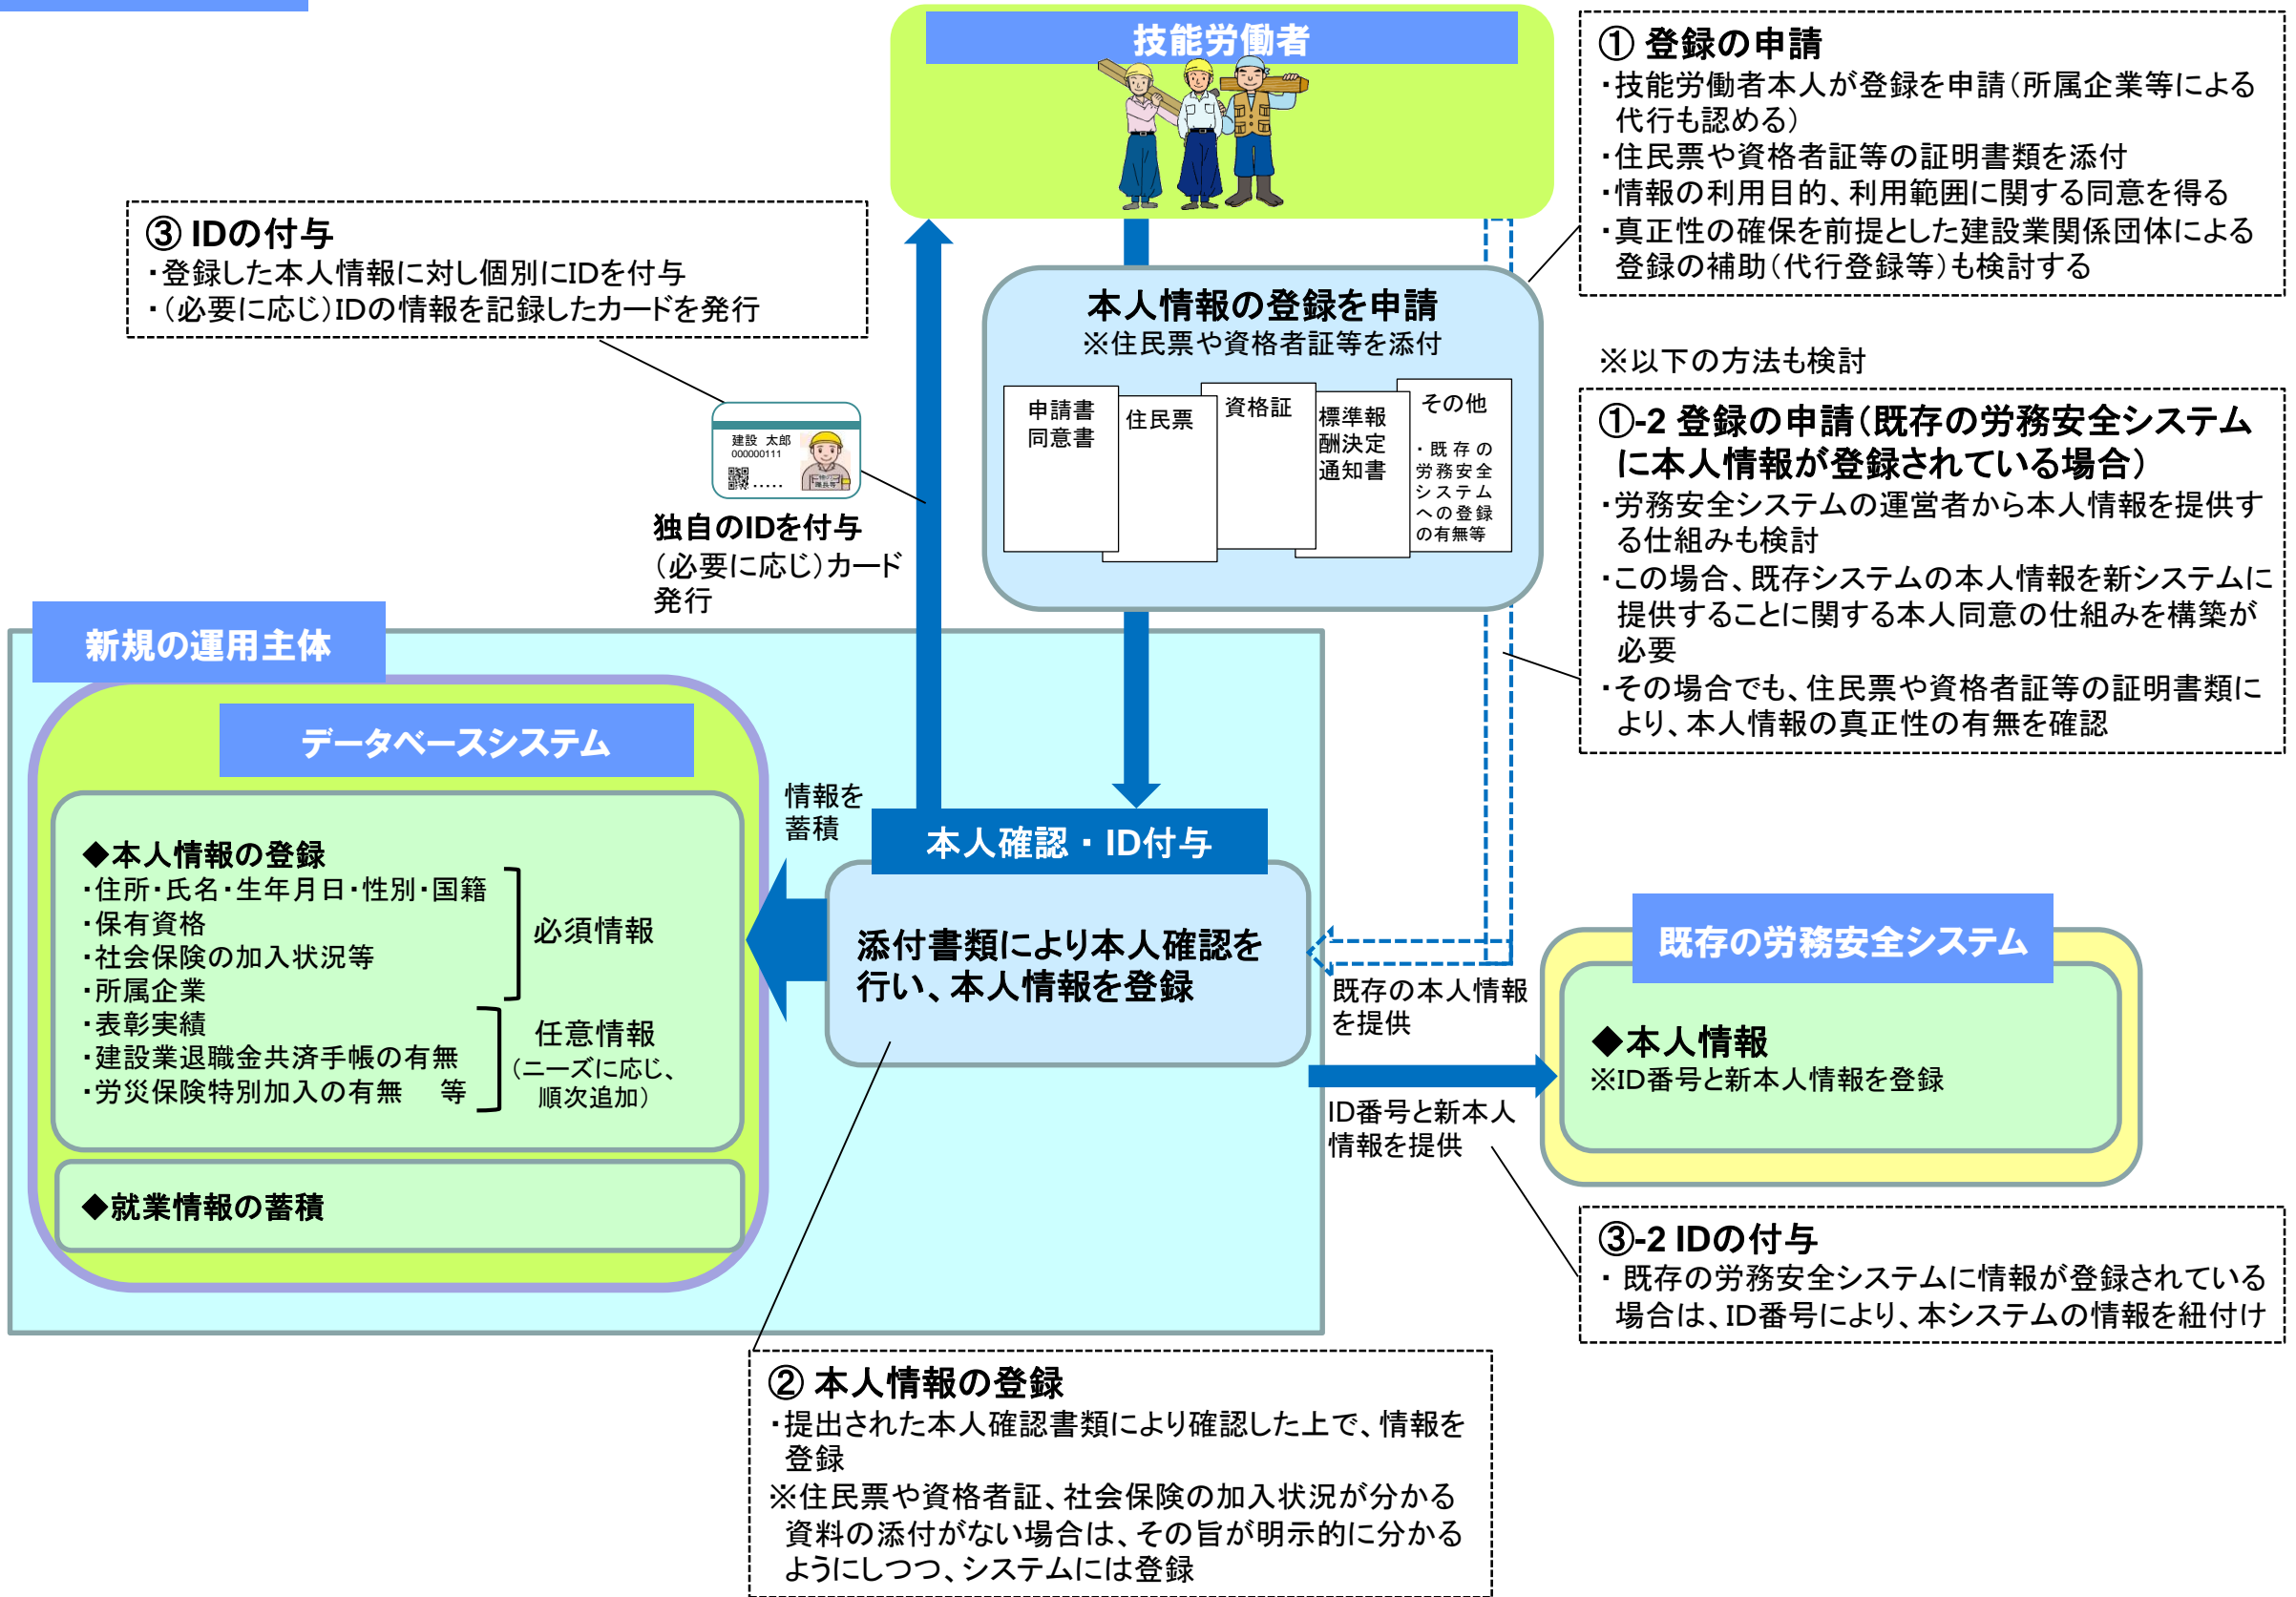 技能労働者
① 登録の申請
・技能労働者本人が登録を申請（所属企業等による
代行も認める）
・住民票や資格者証等の証明書類を添付
・情報の利用目的、利用範囲に関する同意を得る
・真正性の確保を前提とした建設業関係団体による
登録の補助（代行登録等）も検討する
③ IDの付与
・登録した本人情報に対し個別にIDを付与
・（必要に応じ）IDの情報を記録したカードを発行
本人情報の登録を申請
※住民票や資格者証等を添付
申請書
同意書
住民票
資格証
標準報
酬決定
通知書
その他
・既存の
労務安全
システム
への登録
の有無等
※以下の方法も検討
①-2 登録の申請（既存の労務安全システム
に本人情報が登録されている場合）
・労務安全システムの運営者から本人情報を提供す
る仕組みも検討
・この場合、既存システムの本人情報を新システムに
提供することに関する本人同意の仕組みを構築が
必要
・その場合でも、住民票や資格者証等の証明書類に
より、本人情報の真正性の有無を確認
建設 太郎
000000111
.....
独自のIDを付与
（必要に応じ）カード
発行
新規の運用主体
データベースシステム
◆本人情報の登録
・住所・氏名・生年月日・性別・国籍
・保有資格
・社会保険の加入状況等
・所属企業
必須情報
・表彰実績
・建設業退職金共済手帳の有無
・労災保険特別加入の有無　等
任意情報
（ニーズに応じ、
順次追加）
◆就業情報の蓄積
情報を
蓄積
本人確認・ID付与
添付書類により本人確認を
行い、本人情報を登録
既存の本人情報
を提供
ID番号と新本人
情報を提供
既存の労務安全システム
◆本人情報
※ID番号と新本人情報を登録
③-2 IDの付与
・ 既存の労務安全システムに情報が登録されている
場合は、ID番号により、本システムの情報を紐付け
② 本人情報の登録
・提出された本人確認書類により確認した上で、情報を
登録
※住民票や資格者証、社会保険の加入状況が分かる
資料の添付がない場合は、その旨が明示的に分かる
ようにしつつ、システムには登録